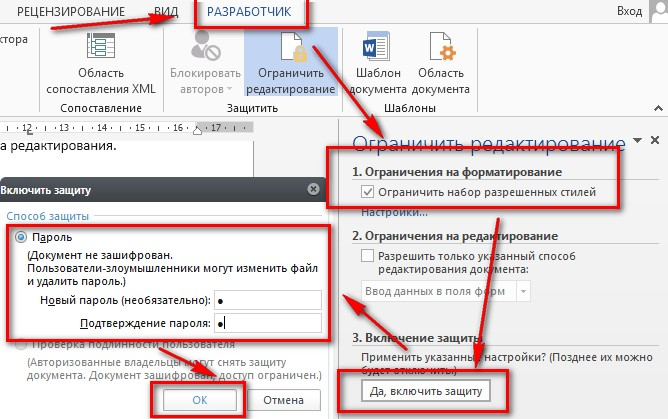 РЕЦЕНЗИРОВАНИЕ ВИД РАЗРАБОТЧИК Вход
ктора
Область
сопоставления XML
Блокировать
авторов
Ограничить
редактирование
Шаблон
документа
Область
документа
Сопоставление Защитить Шаблоны
12 13 14 15 16 17
а редактирования.
Ограничить редактирование
1. Ограничения на форматирование
Ограничить набор разрешенных стилей
Настройки...
2. Ограничения на редактирование
Разрешить только указанный способ
редактирования документа:
Ввод данных в поля форм
3. Включение защиты
Применить указанные настройки? (Позднее их можно
будет отключить.)
Да, включить защиту
Включить защиту
Способ защиты
Пароль
(Документ не зашифрован.
Пользователи-злоумышленники могут изменить файл
и удалить пароль.)
Новый пароль (необязательно):
Подтверждение пароля:
Проверка подлинности пользователя
(Авторизованные владельцы могут снять защиту
документа. Документ зашифрован, доступ ограничен.)
ОК Отмена